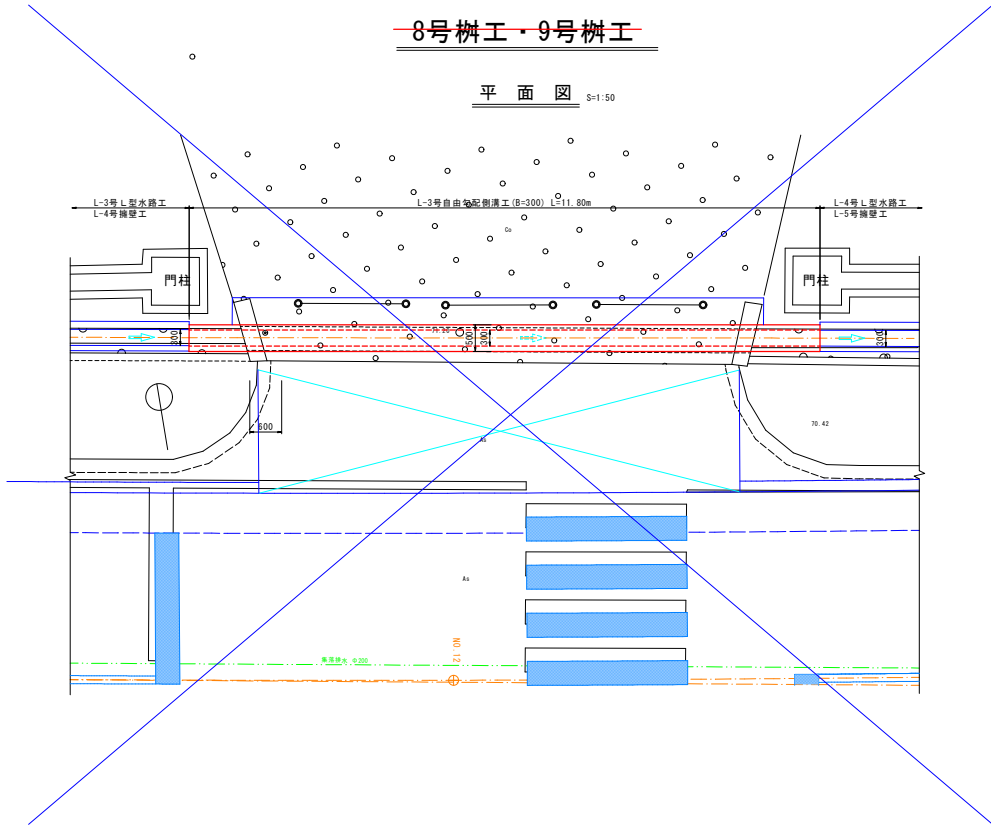 8号桝工・9号桝工
平 面 図 S=1:50
L-3号L型水路工
L-4号擁壁工
L-3号自由勾配側溝工(B=300) L=11.80m
L-4号L型水路工
L-5号擁壁工
Co
門柱
門柱
300
500
300
300
600
As
70.42
As
NO.12